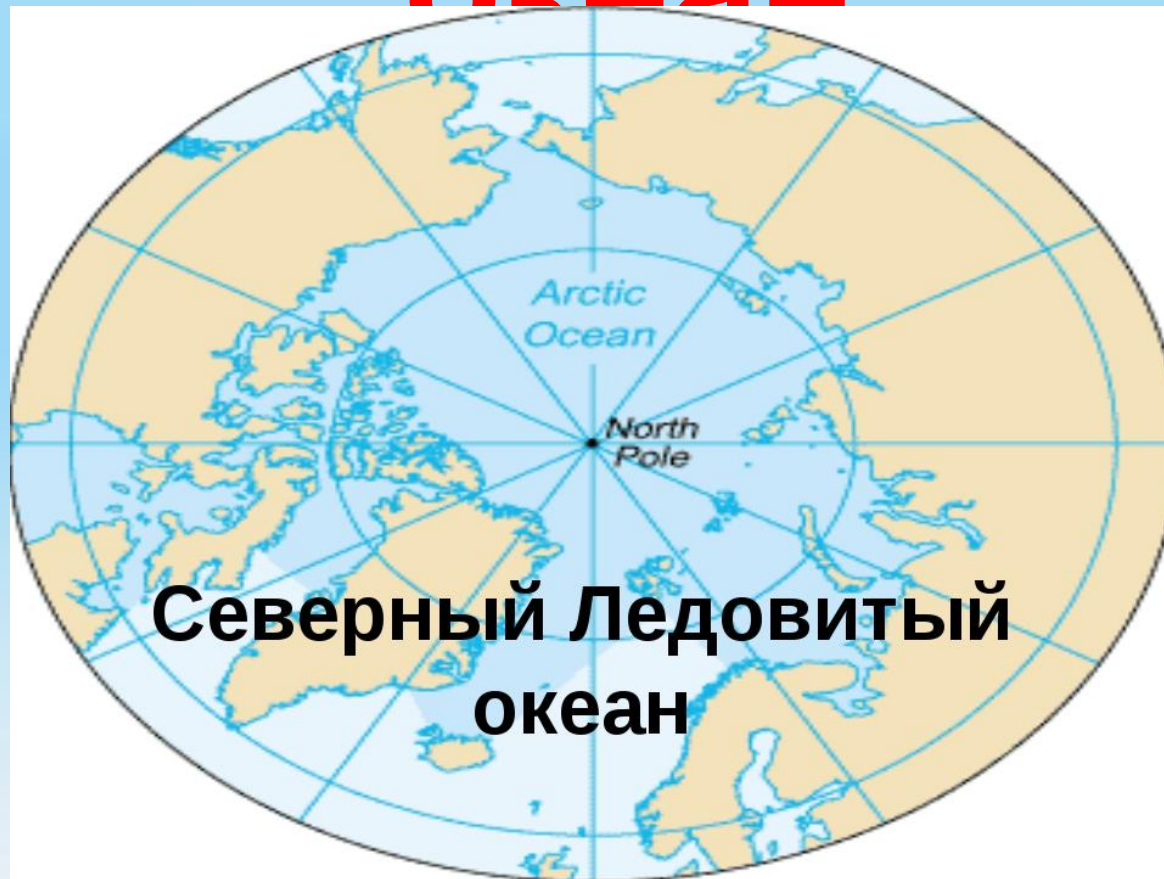 Arctic
Ocean
North
Pole
Северный Ледовитый
океан